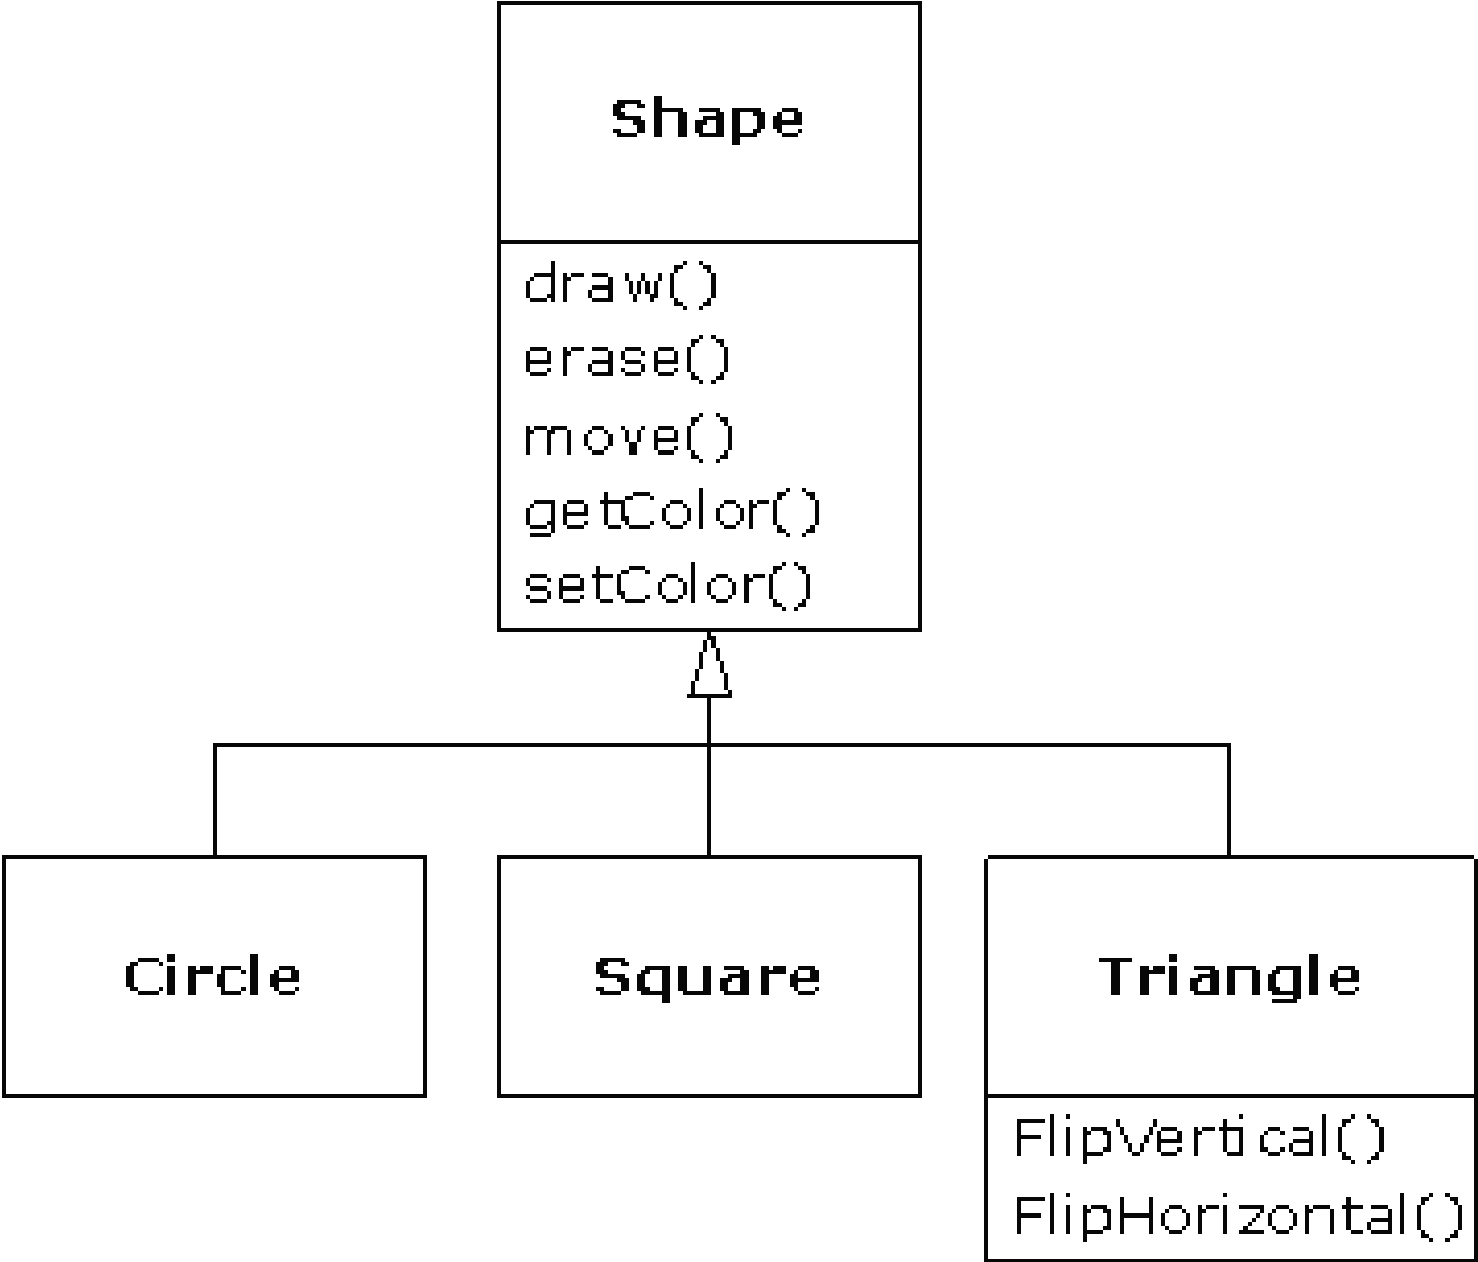 Shape
draw()
erase()
move()
getColor()
setColor()
Circle
Square
Triangle
FlipVertical()
FlipHorizontal()